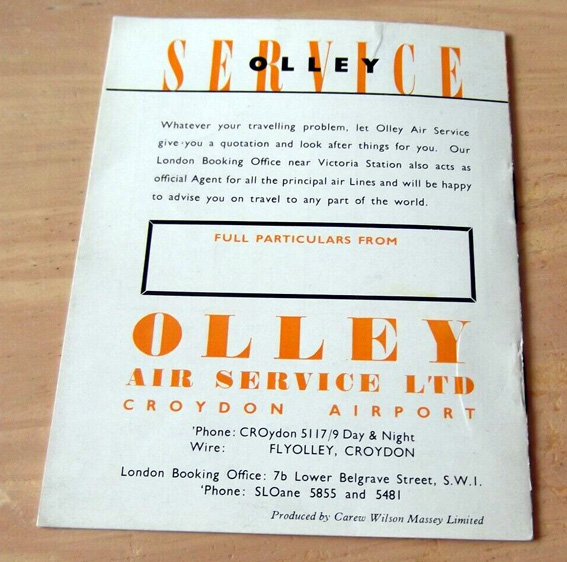 SERVICE
OLLEY
Whatever your travelling problem, let Olley Air Service
give you a quotation and look after things for you. Our
London Booking Office near Victoria Station also acts as
official Agent for all the principal air Lines and will be happy
to advise you on travel to any part of the world.
FULL PARTICULARS FROM
OLLEY
AIR SERVICE LTD
CROYDON AIRPORT
'Phone: CROydon 5117/9 Day & Night
Wire: FLYOLLEY, CROYDON
London Booking Office: 7b Lower Belgrave Street, S.W.1.
'Phone: SLOane 5855 and 5481
Produced by Carew Wilson Massey Limited